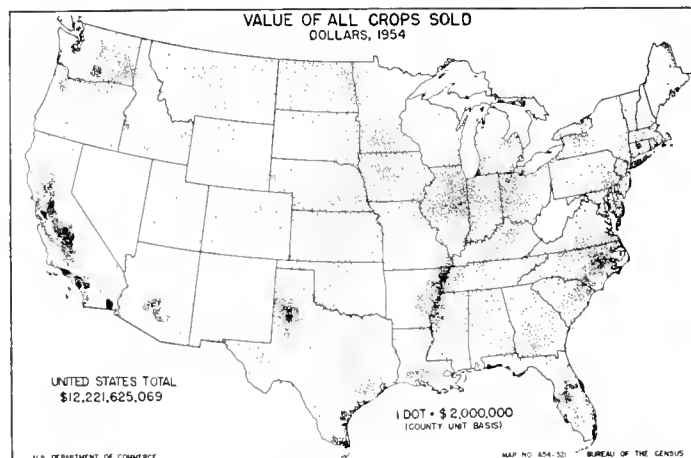 VALUE OF ALL CROPS SOLD
DOLLARS, 1954
UNITED STATES TOTAL
$12,221,625,069
1 DOT = $2,000,000
(COUNTY UNIT BASIS)
U.S. DEPARTMENT OF COMMERCE
MAP NO. A54-321
BUREAU OF THE CENSUS